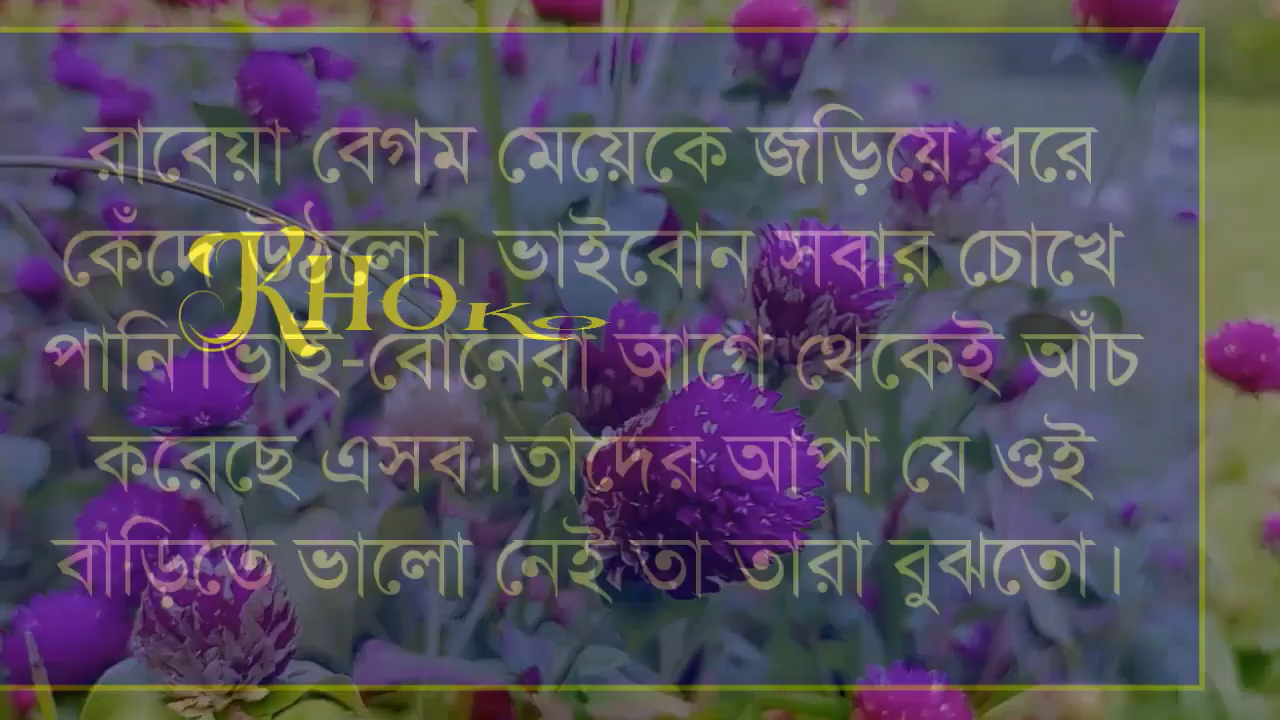 রাবেয়া বেগম মেয়েকে জড়িয়ে ধরে
কেঁদে উঠলো। ভাইবোন সবার চোখে
Khoko
পানি ভাই-বোনেরা আগে থেকেই আঁচ
করেছে এসব।তাদের আপা যে ওই
বাড়িতে ভালো নেই তা তারা বুঝতো।